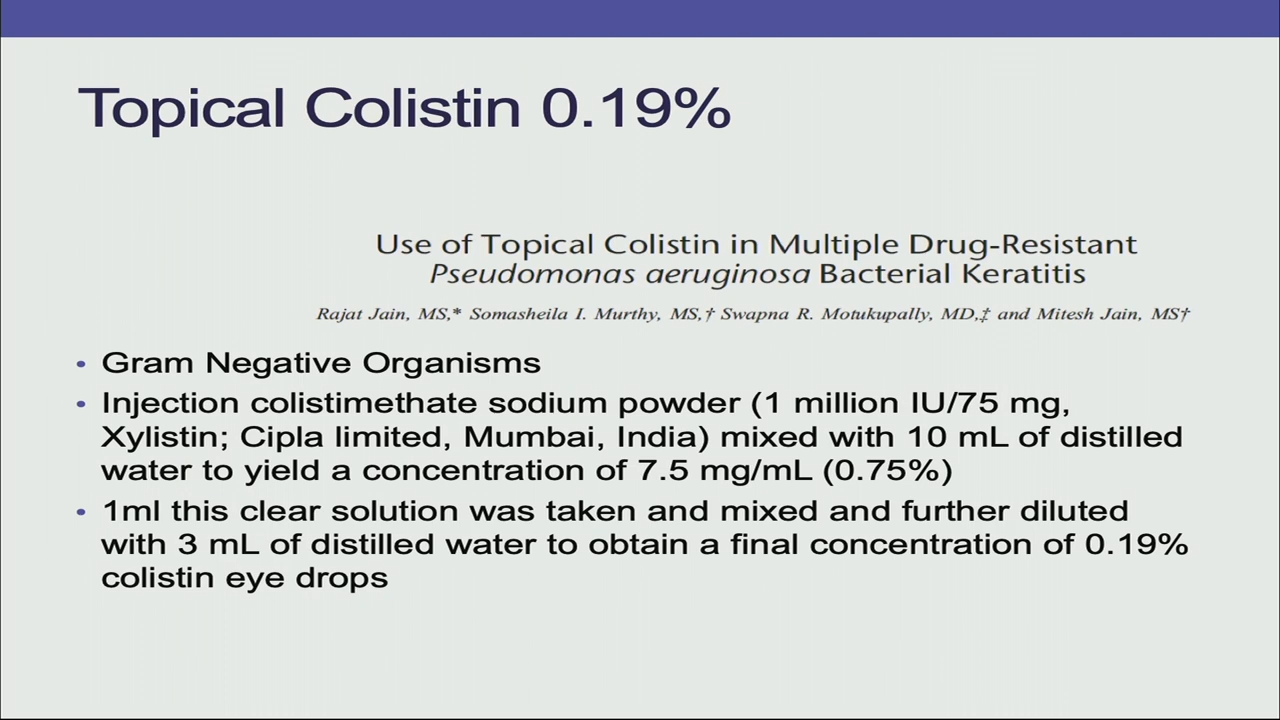 Topical Colistin 0.19%
Use of Topical Colistin in Multiple Drug-Resistant
Pseudomonas aeruginosa Bacterial Keratitis
Rajat Jain, MS,* Somasheila I. Murthy, MS,† Swapna R. Motukupally, MD,‡ and Mitesh Jain, MS†
• Gram Negative Organisms
• Injection colistimethate sodium powder (1 million IU/75 mg,
Xylistin; Cipla limited, Mumbai, India) mixed with 10 mL of distilled
water to yield a concentration of 7.5 mg/mL (0.75%)
• 1ml this clear solution was taken and mixed and further diluted
with 3 mL of distilled water to obtain a final concentration of 0.19%
colistin eye drops